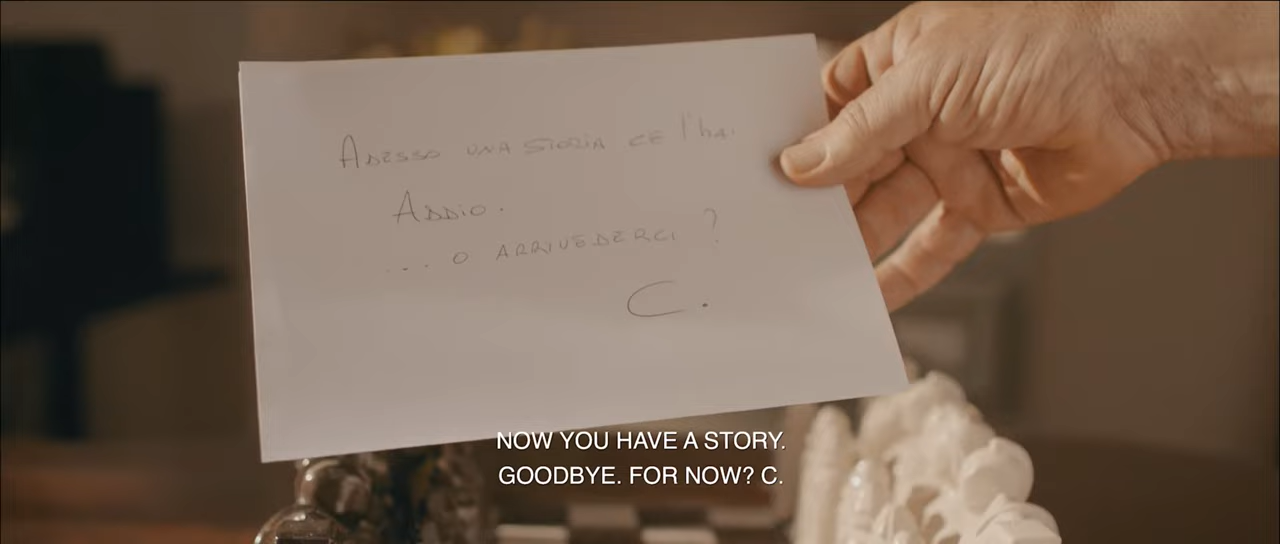 Adesso una storia ce l'hai.
Addio.
... o arrivederci?
C.
NOW YOU HAVE A STORY.
GOODBYE. FOR NOW? C.